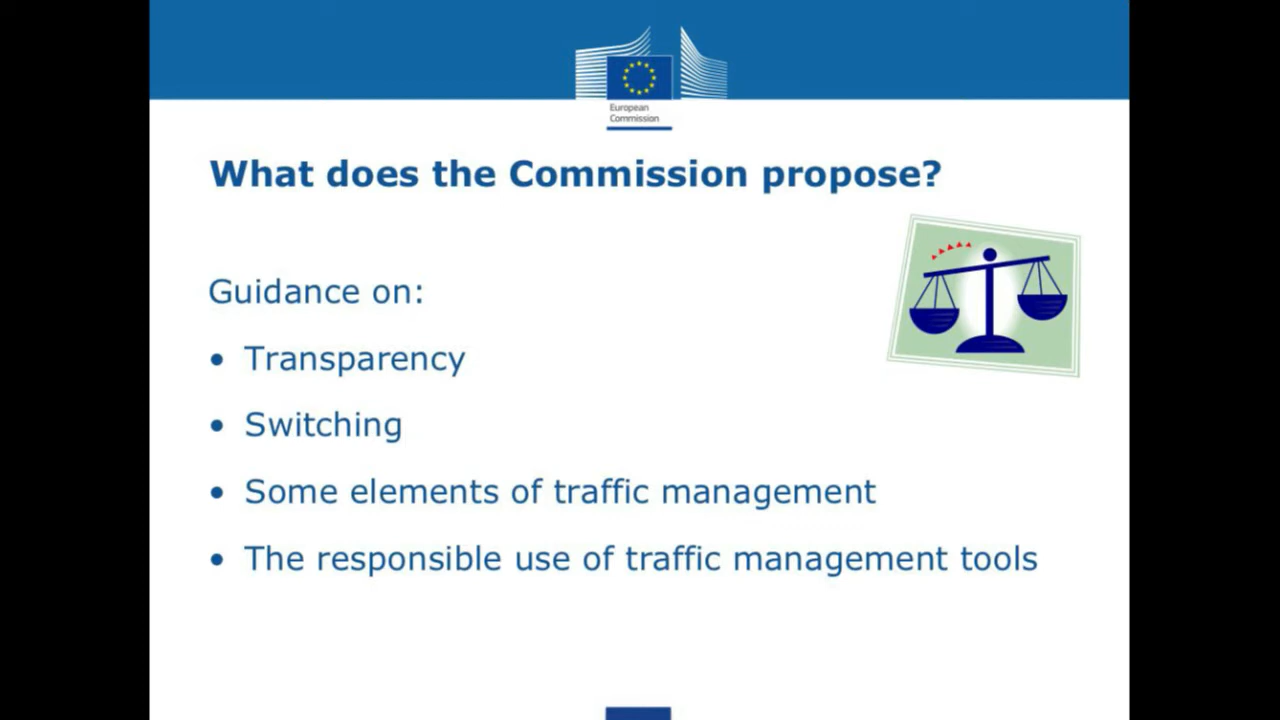 European
Commission
What does the Commission propose?
Guidance on:
• Transparency
• Switching
• Some elements of traffic management
• The responsible use of traffic management tools